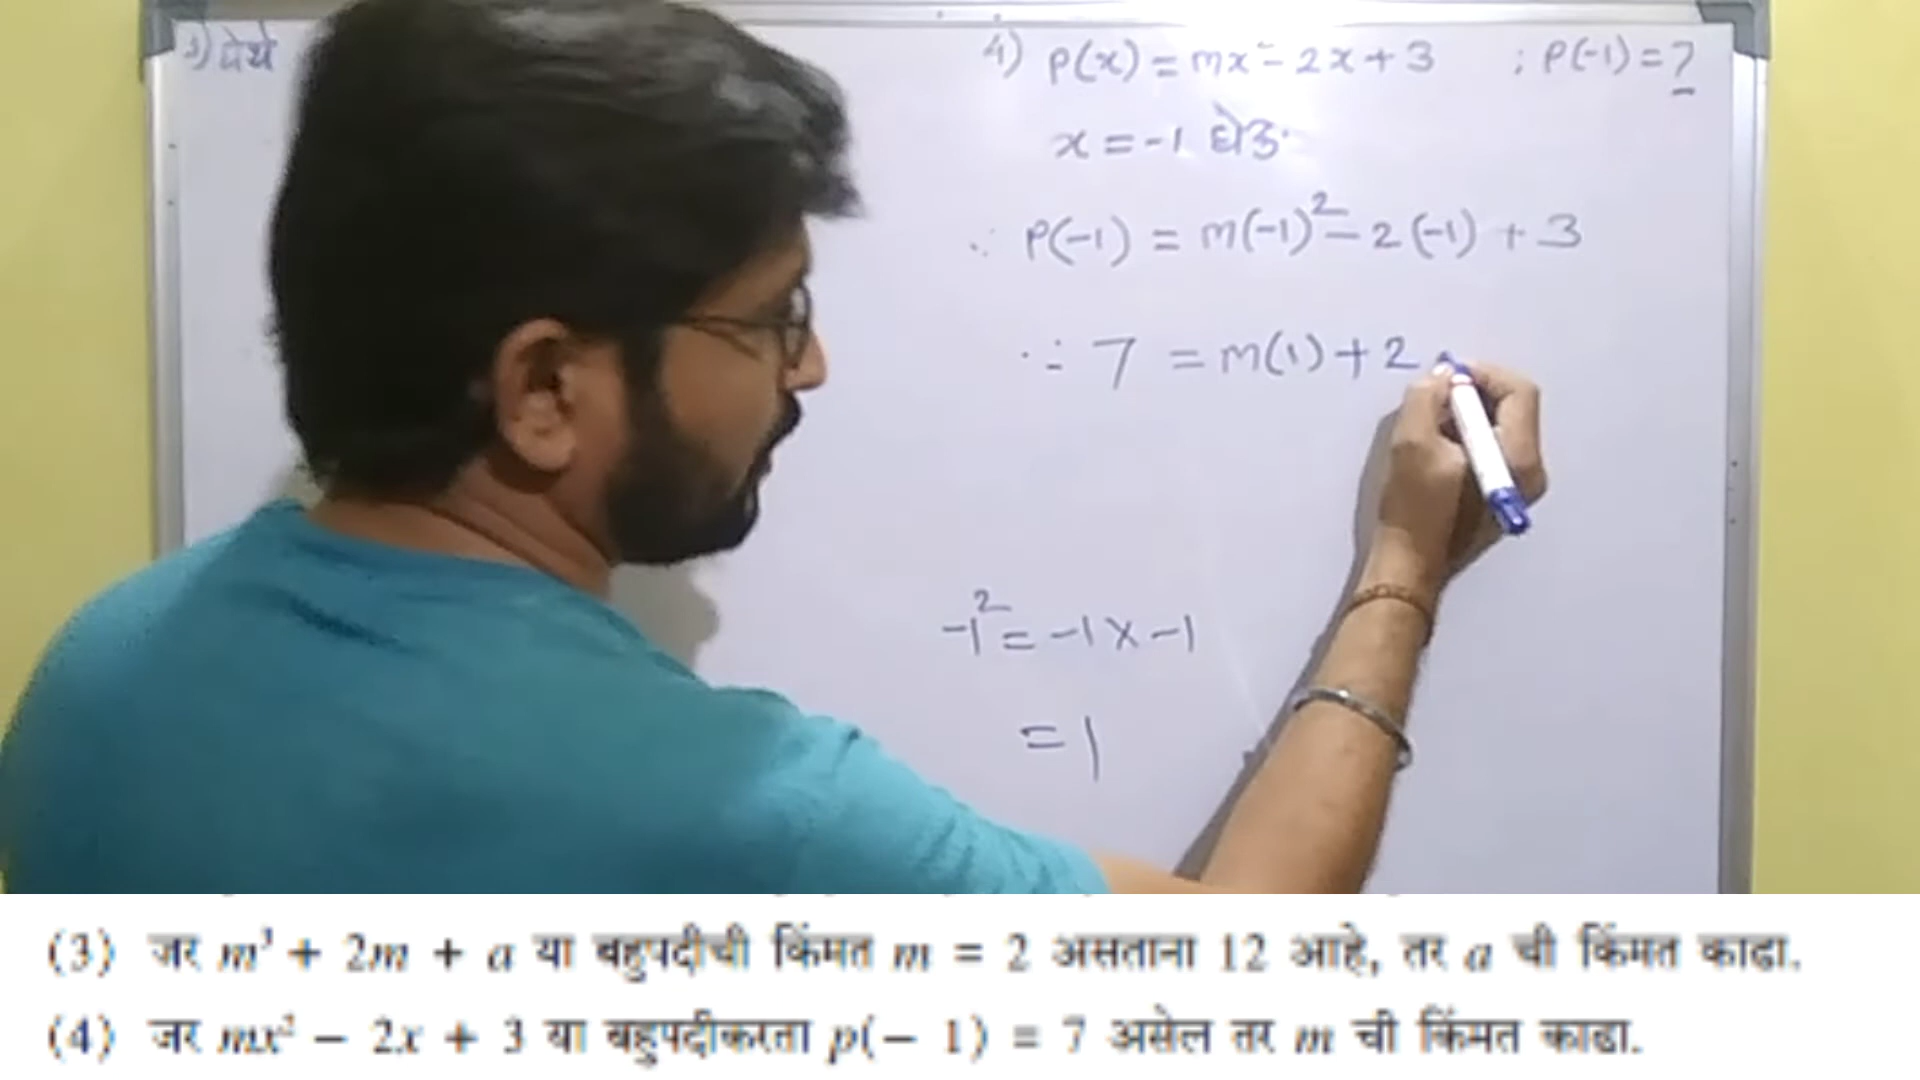 4) P(x) = mx² - 2x + 3 ; P(-1) = 7
x = -1 घेऊ
∴ P(-1) = m(-1)² - 2(-1) + 3
∴ 7 = m(1) + 2
-1² = -1 x -1
= 1
(3) जर m³ + 2m + a या बहुपदीची किंमत m = 2 असताना 12 आहे, तर a ची किंमत काढा.
(4) जर mx² − 2x + 3 या बहुपदीकरता p(− 1) = 7 असेल तर m ची किंमत काढा.